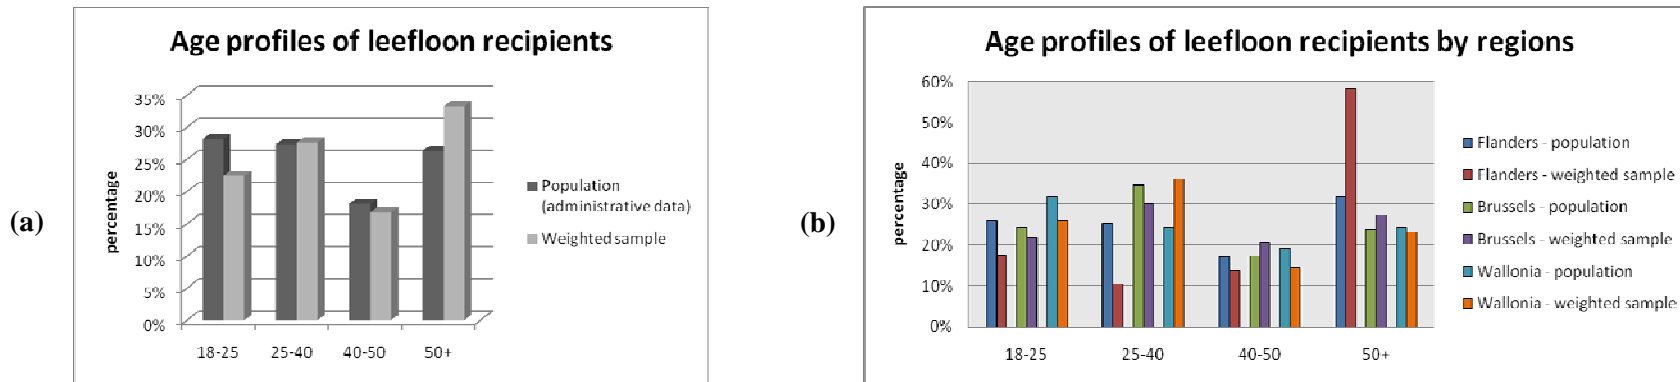 (a)
Age profiles of leefloon recipients
percentage
35%
30%
25%
20%
15%
10%
5%
0%
18-25 25-40 40-50 50+
Population
(administrative data)
Weighted sample
(b)
Age profiles of leefloon recipients by regions
percentage
60%
50%
40%
30%
20%
10%
0%
18-25 25-40 40-50 50+
Flanders - population
Flanders - weighted sample
Brussels - population
Brussels - weighted sample
Wallonia - population
Wallonia - weighted sample